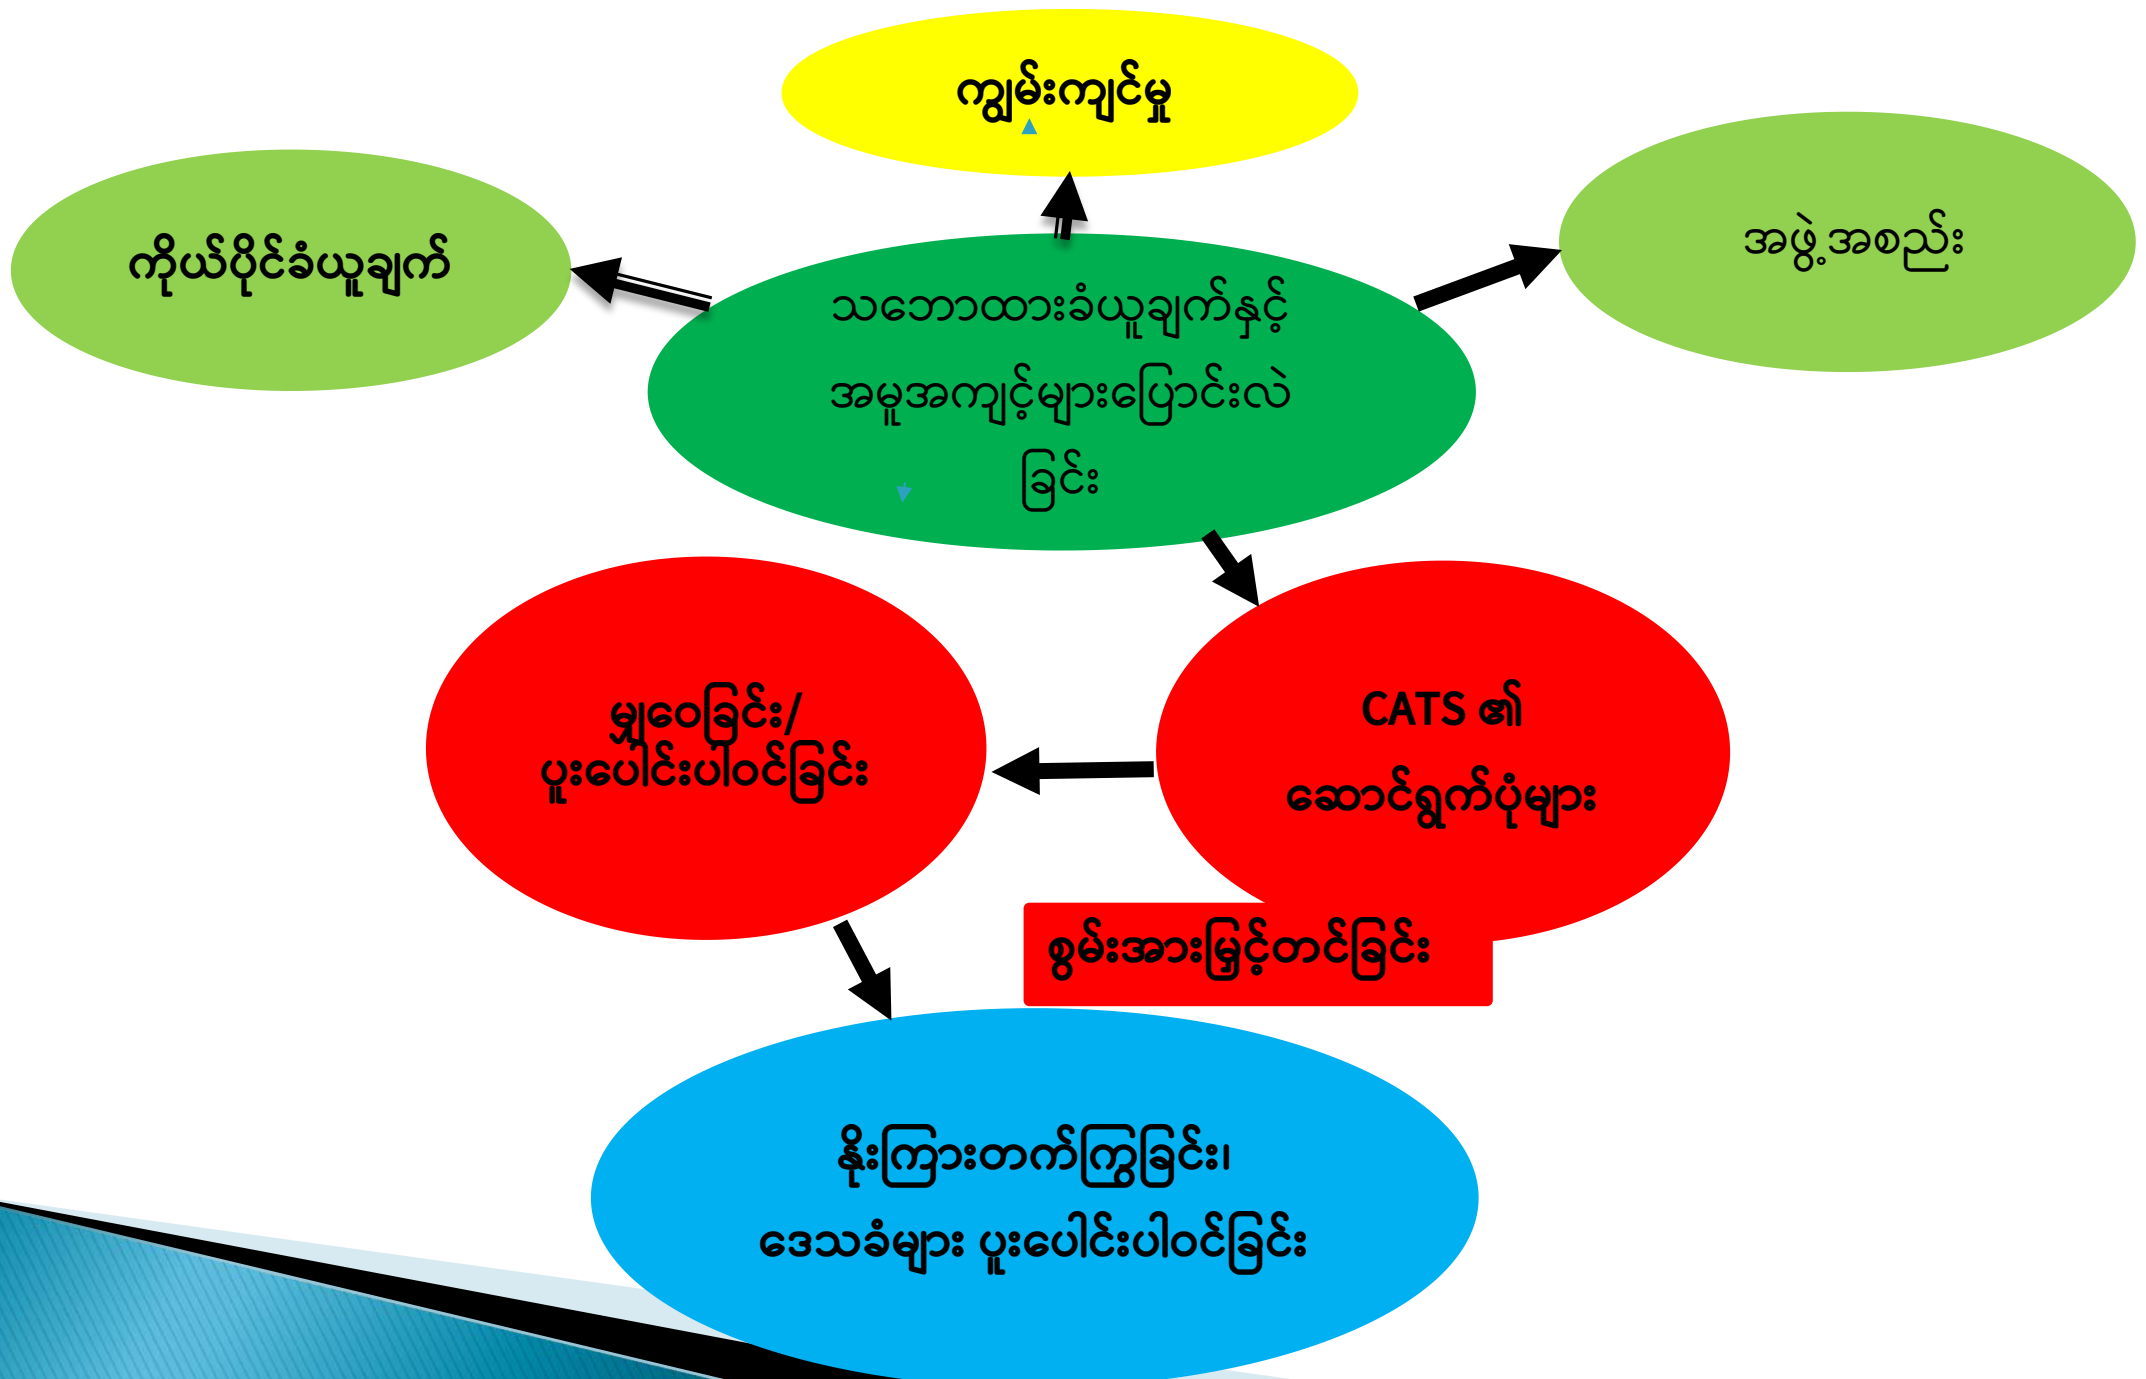 ကျွမ်းကျင်မှု
ကိုယ်ပိုင်ခံယူချက်
အဖွဲ့အစည်း
သဘောထားခံယူချက်နှင့်
အမူအကျင့်များပြောင်းလဲ
ခြင်း
မျှဝေခြင်း/
ပူးပေါင်းပါဝင်ခြင်း
CATS ၏
ဆောင်ရွက်ပုံများ
စွမ်းအားမြှင့်တင်ခြင်း
နိုးကြားတက်ကြွခြင်း၊
ဒေသခံများ ပူးပေါင်းပါဝင်ခြင်း